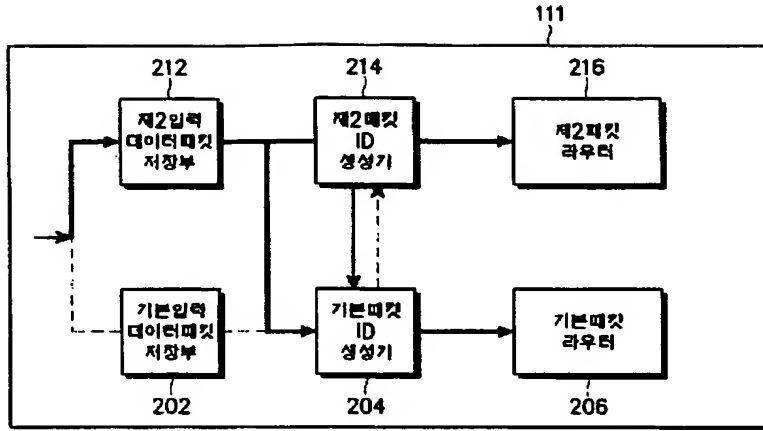 111
212
214
216
제2입력
데이터패킷
저장부
제2패킷
ID
생성기
제2패킷
라우터
기본입력
데이터패킷
저장부
기본패킷
ID
생성기
기본패킷
라우터
202
204
206